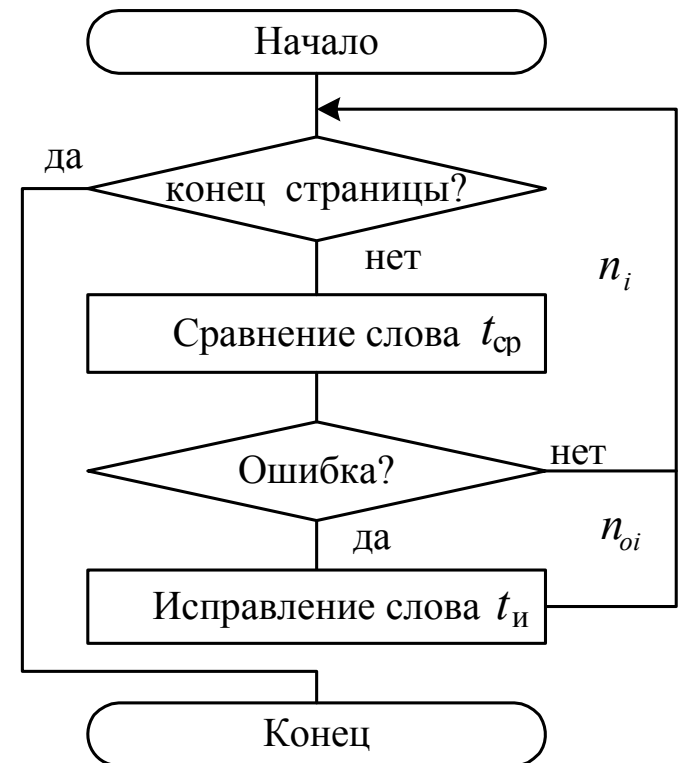 Начало
да
конец страницы?
нет
n_i
Сравнение слова t_ср
Ошибка?
нет
да
n_oi
Исправление слова t_и
Конец